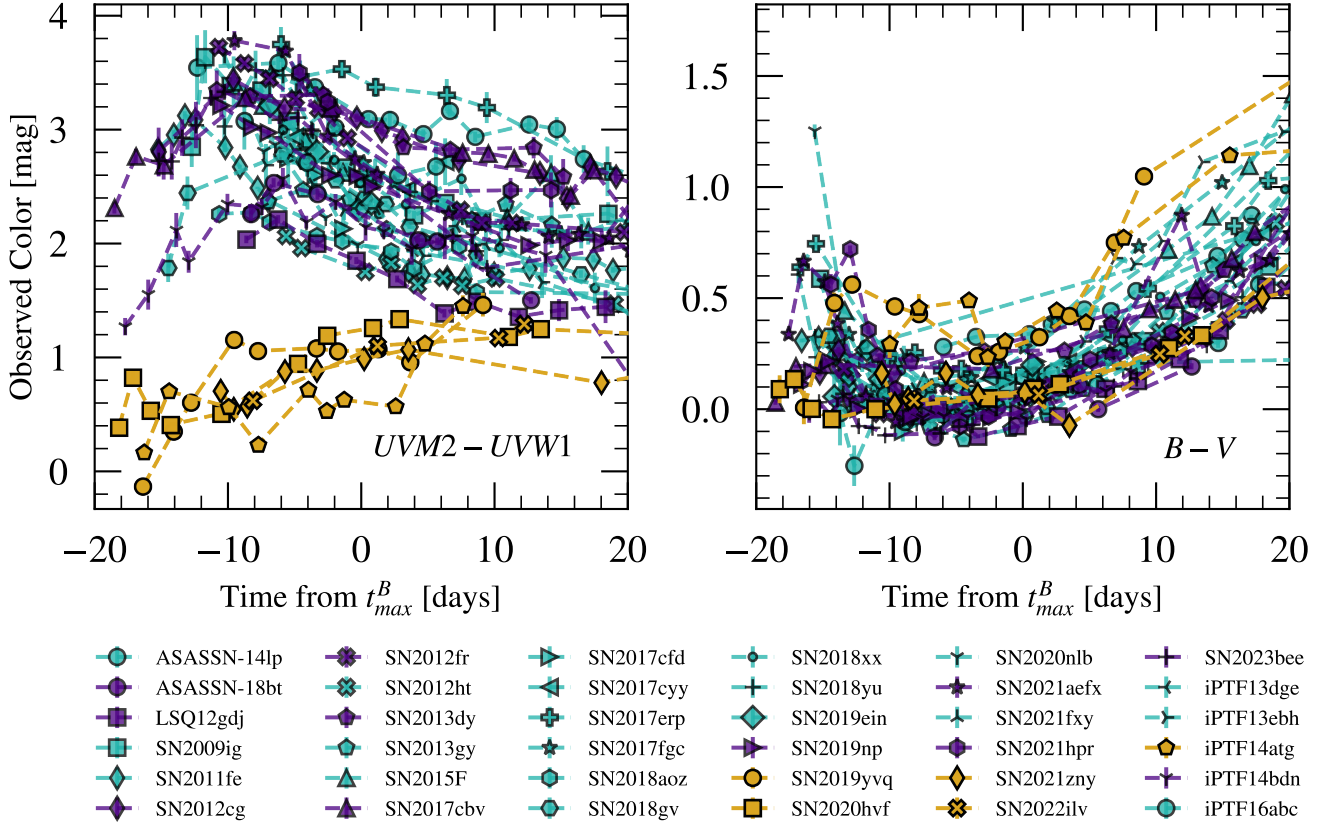 4
3
2
1
0
Observed Color [mag]
UVM2 − UVW1
−20
−10
0
10
20
Time from t_max^B [days]
1.5
1.0
0.5
0.0
B − V
−20
−10
0
10
20
Time from t_max^B [days]
ASASSN-14lp
ASASSN-18bt
LSQ12gdj
SN2009ig
SN2011fe
SN2012cg
SN2012fr
SN2012ht
SN2013dy
SN2013gy
SN2015F
SN2017cbv
SN2017cfd
SN2017cyy
SN2017erp
SN2017fgc
SN2018aoz
SN2018gv
SN2018xx
SN2018yu
SN2019ein
SN2019np
SN2019yvq
SN2020hvf
SN2020nlb
SN2021aefx
SN2021fxy
SN2021hpr
SN2021zny
SN2022ilv
SN2023bee
iPTF13dge
iPTF13ebh
iPTF14atg
iPTF14bdn
iPTF16abc